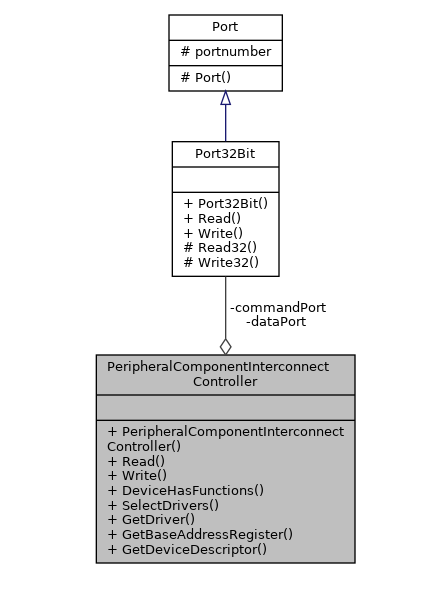 Port
# portnumber
# Port()
Port32Bit
+ Port32Bit()
+ Read()
+ Write()
# Read32()
# Write32()
-commandPort
-dataPort
PeripheralComponentInterconnect
Controller
+ PeripheralComponentInterconnect
Controller()
+ Read()
+ Write()
+ DeviceHasFunctions()
+ SelectDrivers()
+ GetDriver()
+ GetBaseAddressRegister()
+ GetDeviceDescriptor()